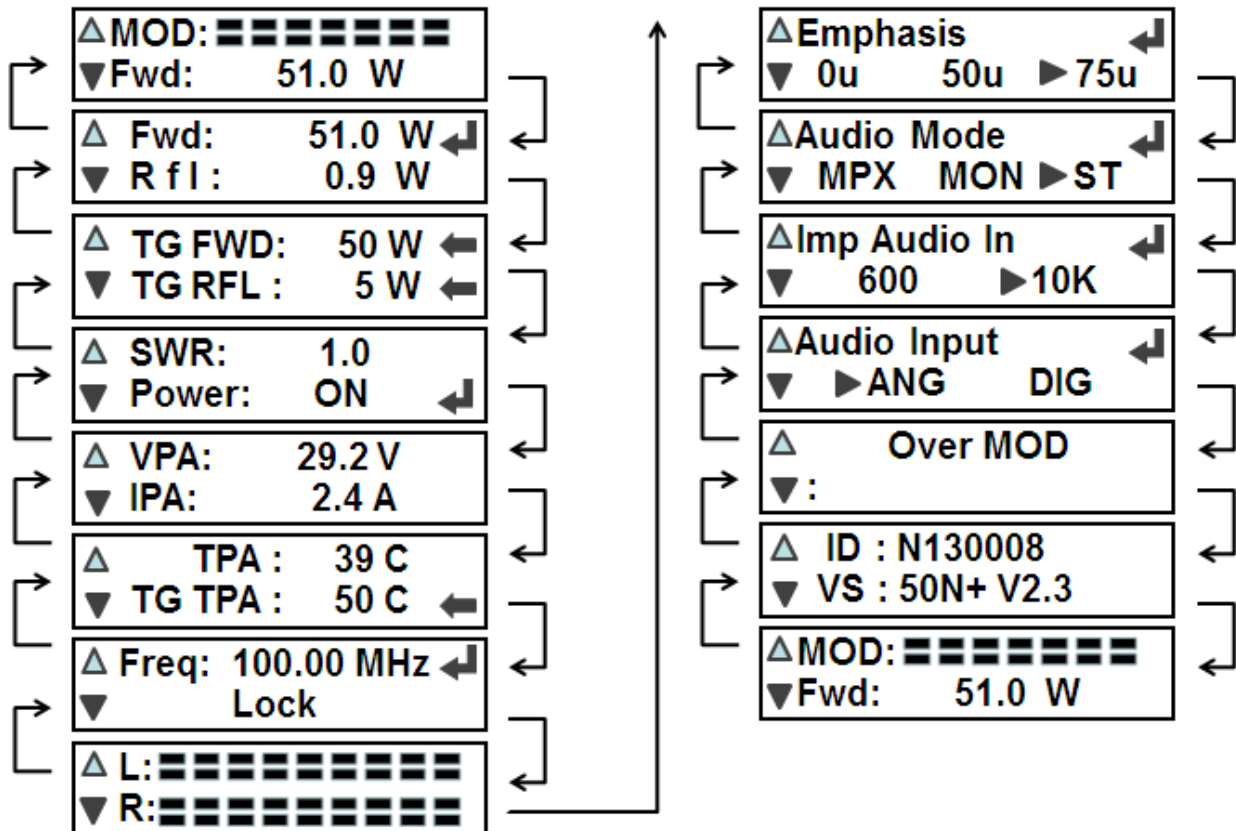 MOD:
Fwd: 51.0 W
Fwd: 51.0 W
Rfl: 0.9 W
TG FWD: 50 W
TG RFL : 5 W
SWR: 1.0
Power: ON
VPA: 29.2 V
IPA: 2.4 A
TPA : 39 C
TG TPA : 50 C
Freq: 100.00 MHz
Lock
L:
R:
Emphasis
0u 50u 75u
Audio Mode
MPX MON ST
Imp Audio In
600 10K
Audio Input
ANG DIG
Over MOD
:
ID : N130008
VS : 50N+ V2.3
MOD:
Fwd: 51.0 W